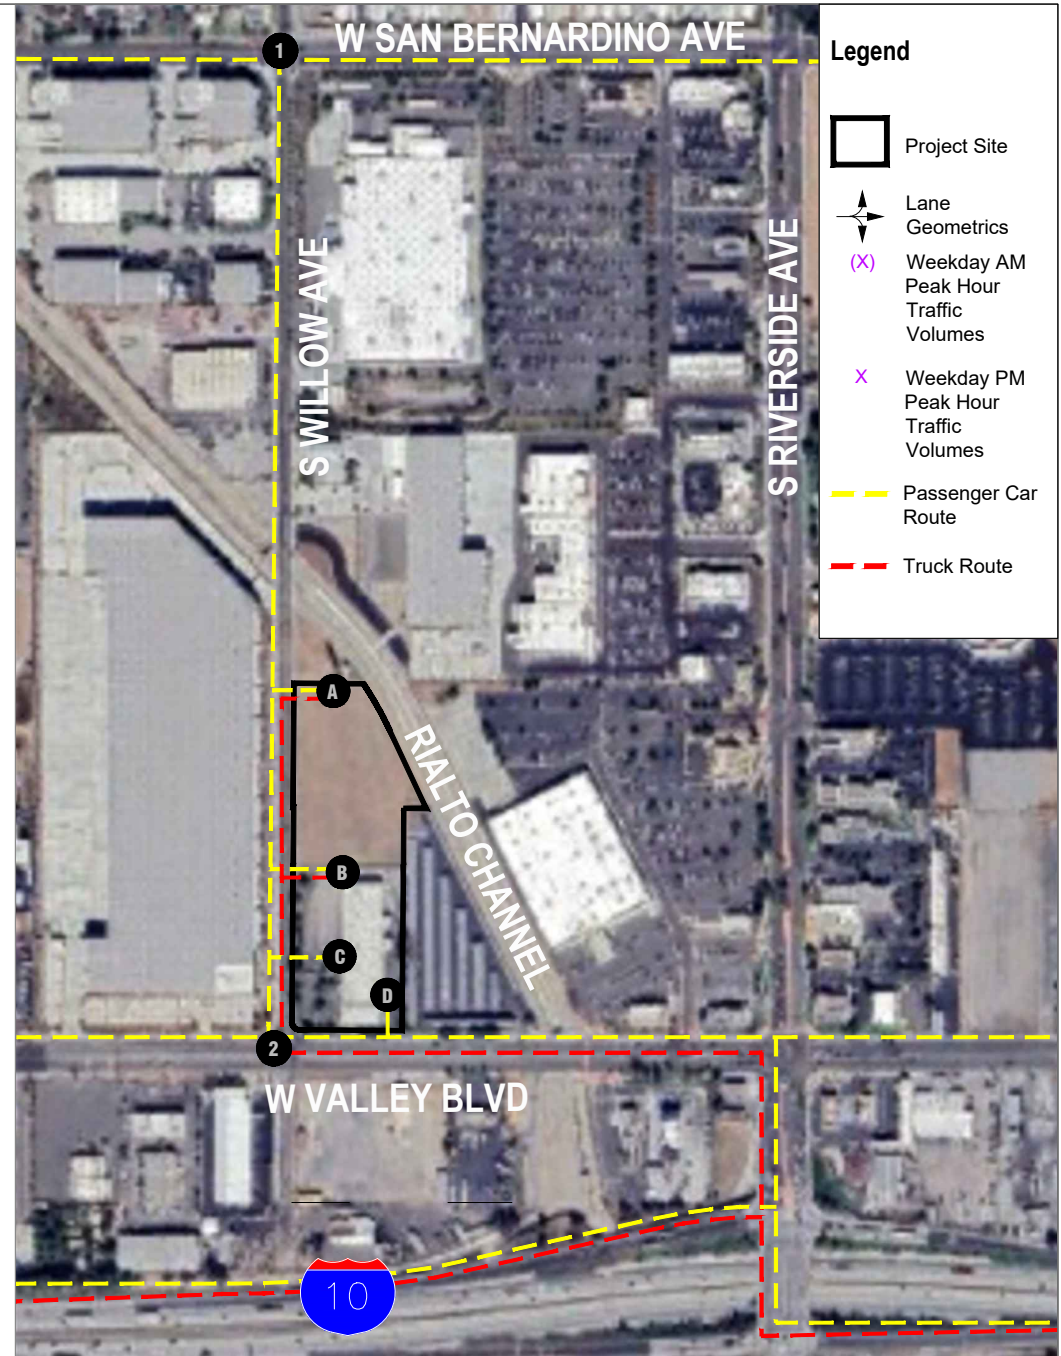 1
W SAN BERNARDINO AVE
S WILLOW AVE
S RIVERSIDE AVE
Legend
Project Site
Lane
Geometrics
(X)
Weekday AM
Peak Hour
Traffic
Volumes
X
Weekday PM
Peak Hour
Traffic
Volumes
Passenger Car
Route
Truck Route
A
RIALTO CHANNEL
B
C
D
2
W VALLEY BLVD
10